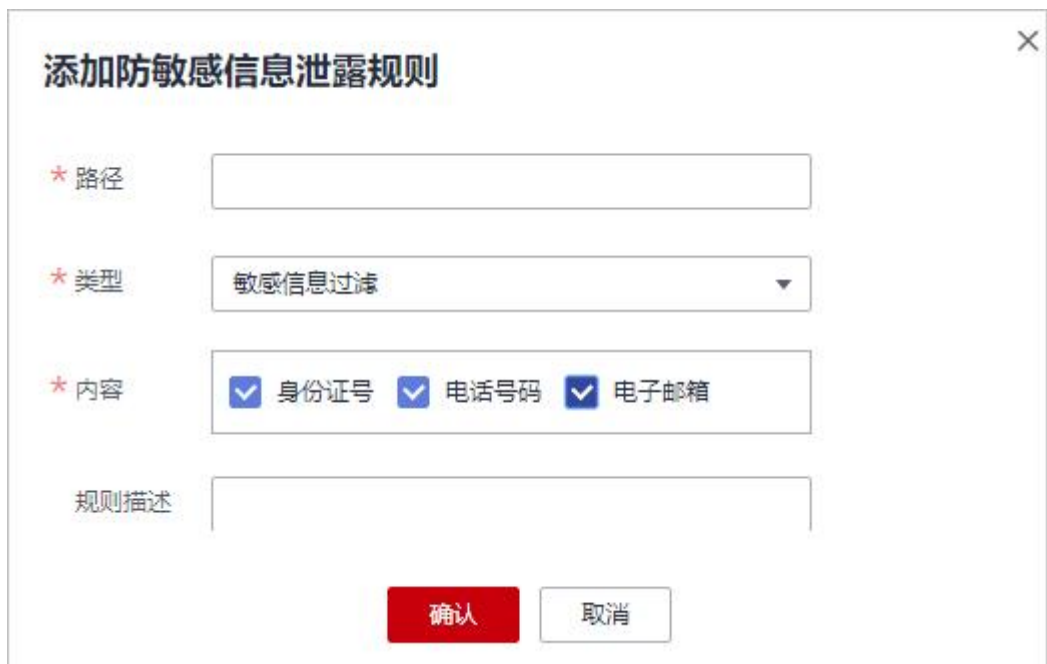 添加防敏感信息泄露规则
* 路径
* 类型 敏感信息过滤
* 内容 身份证号 电话号码 电子邮箱
规则描述
确认 取消